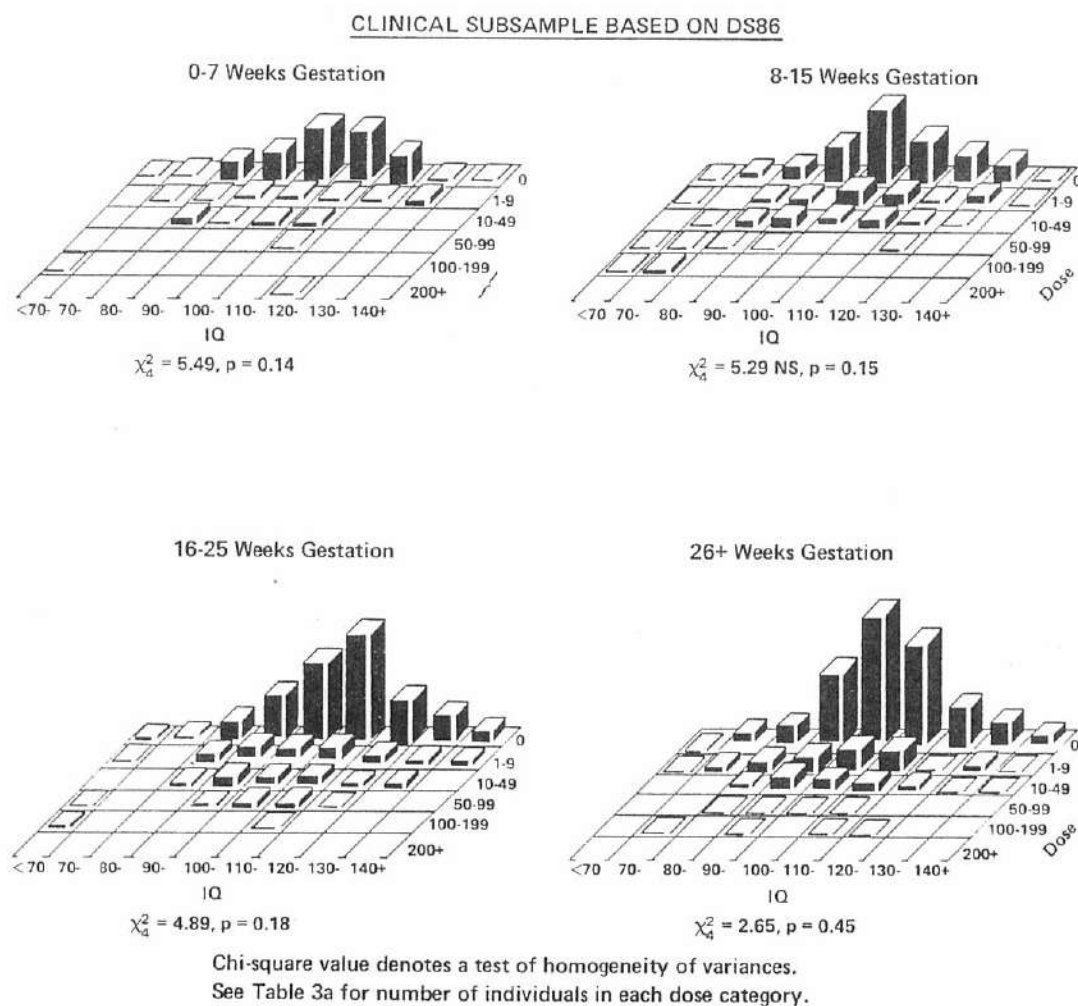 CLINICAL SUBSAMPLE BASED ON DS86
0-7 Weeks Gestation
0
1-9
10-49
50-99
100-199
200+
<70- 70- 80- 90- 100- 110- 120- 130- 140+
IQ
χ²₄ = 5.49, p = 0.14
8-15 Weeks Gestation
0
1-9
10-49
50-99
100-199
200+
Dose
<70 70- 80- 90- 100- 110- 120- 130- 140+
IQ
χ²₄ = 5.29 NS, p = 0.15
16-25 Weeks Gestation
0
1-9
10-49
50-99
100-199
200+
<70 70- 80- 90- 100- 110- 120- 130- 140+
IQ
χ²₄ = 4.89, p = 0.18
26+ Weeks Gestation
0
1-9
10-49
50-99
100-199
200+
Dose
<70 70- 80- 90- 100- 110- 120- 130- 140+
IQ
χ²₄ = 2.65, p = 0.45
Chi-square value denotes a test of homogeneity of variances.
See Table 3a for number of individuals in each dose category.